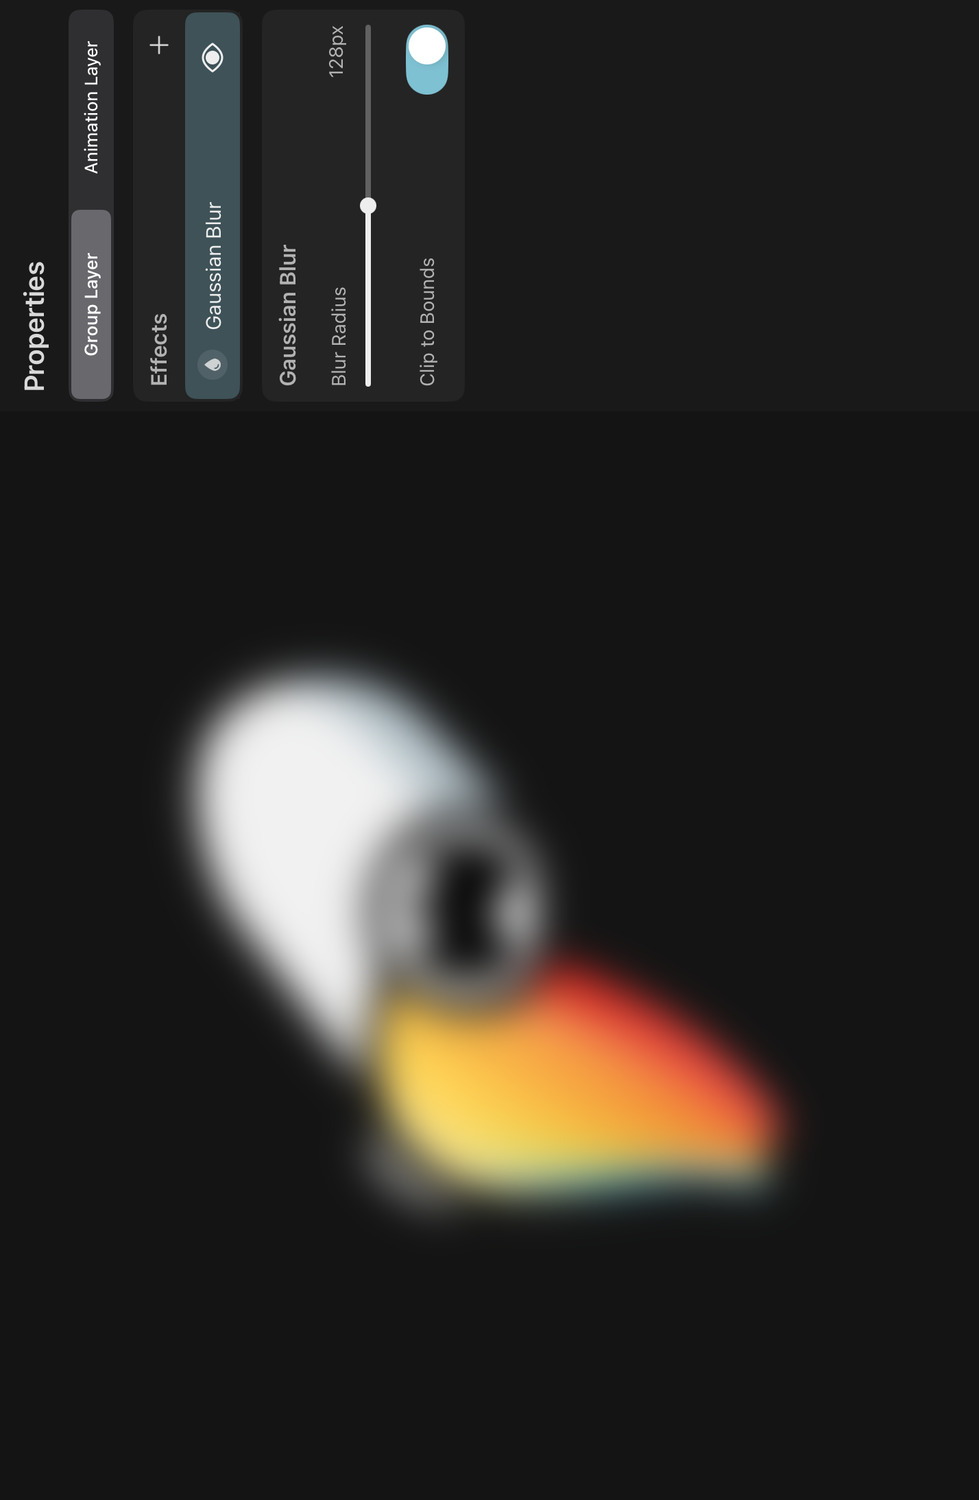 Properties
Group Layer Animation Layer
Effects
Gaussian Blur
Gaussian Blur
Blur Radius 128px
Clip to Bounds